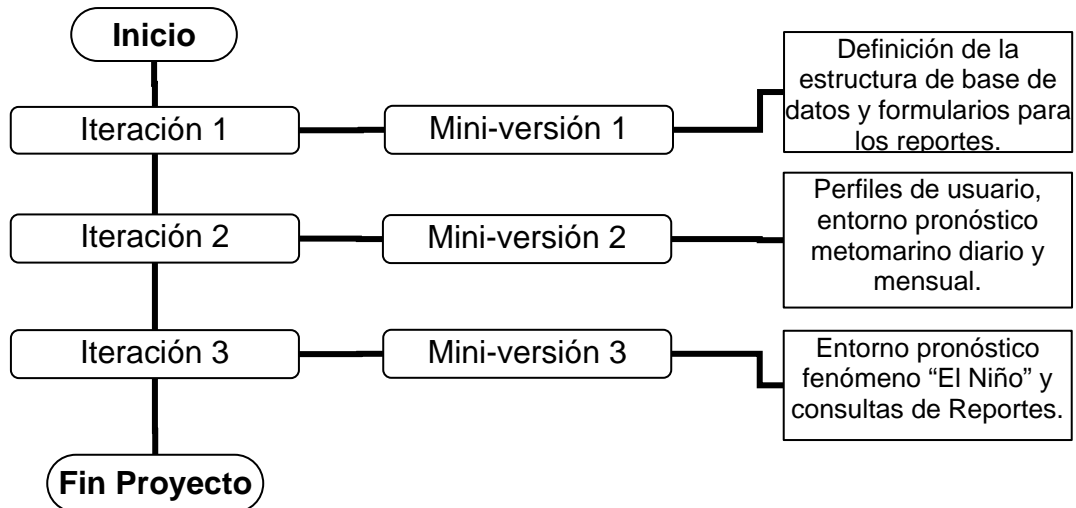 Inicio
Iteración 1
Mini-versión 1
Definición de la
estructura de base de
datos y formularios para
los reportes.
Iteración 2
Mini-versión 2
Perfiles de usuario,
entorno pronóstico
metomarino diario y
mensual.
Iteración 3
Mini-versión 3
Entorno pronóstico
fenómeno “El Niño” y
consultas de Reportes.
Fin Proyecto